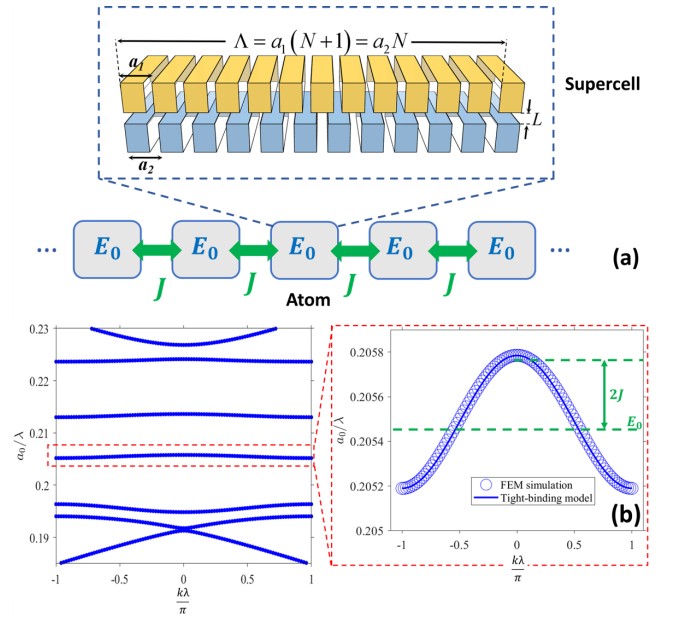 Λ = a₁(N+1) = a₂N
a₁
Supercell
L
a₂
... E₀ E₀ E₀ E₀ E₀ ...
(a)
J J J J
Atom
0.23
0.22
0.21
0.2
0.19
a₀/λ
-1 -0.5 0 0.5 1
kλ/π
0.2058
0.2056
0.2054
0.2052
0.205
a₀/λ
2J
E₀
FEM simulation
Tight-binding model
(b)
-1 -0.5 0 0.5 1
kλ/π